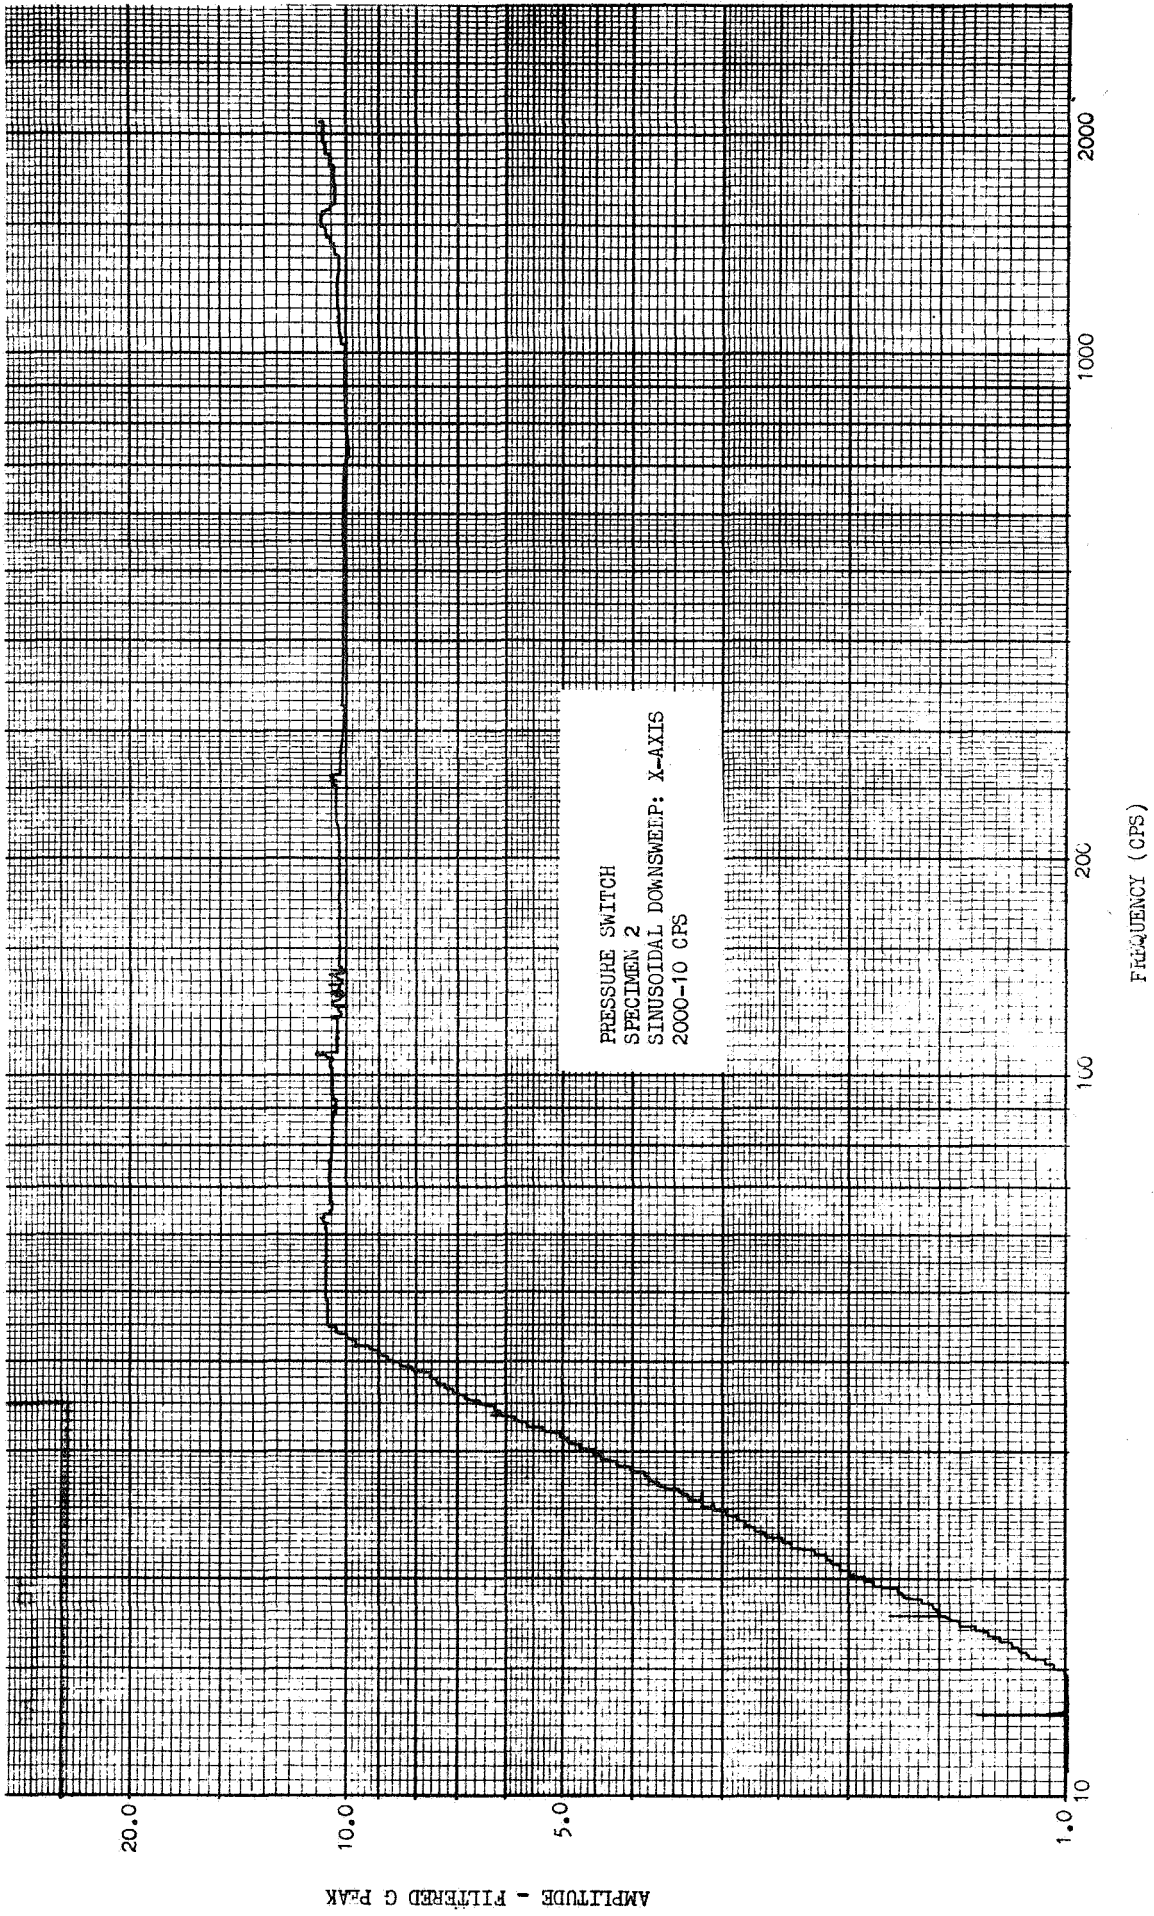 20.0
10.0
5.0
1.0
AMPLITUDE - FILTERED G PEAK
PRESSURE SWITCH
SPECIMEN 2
SINUSOIDAL DOWNSWEEP: X-AXIS
2000-10 CPS
10
100
200
1000
2000
FREQUENCY (CPS)